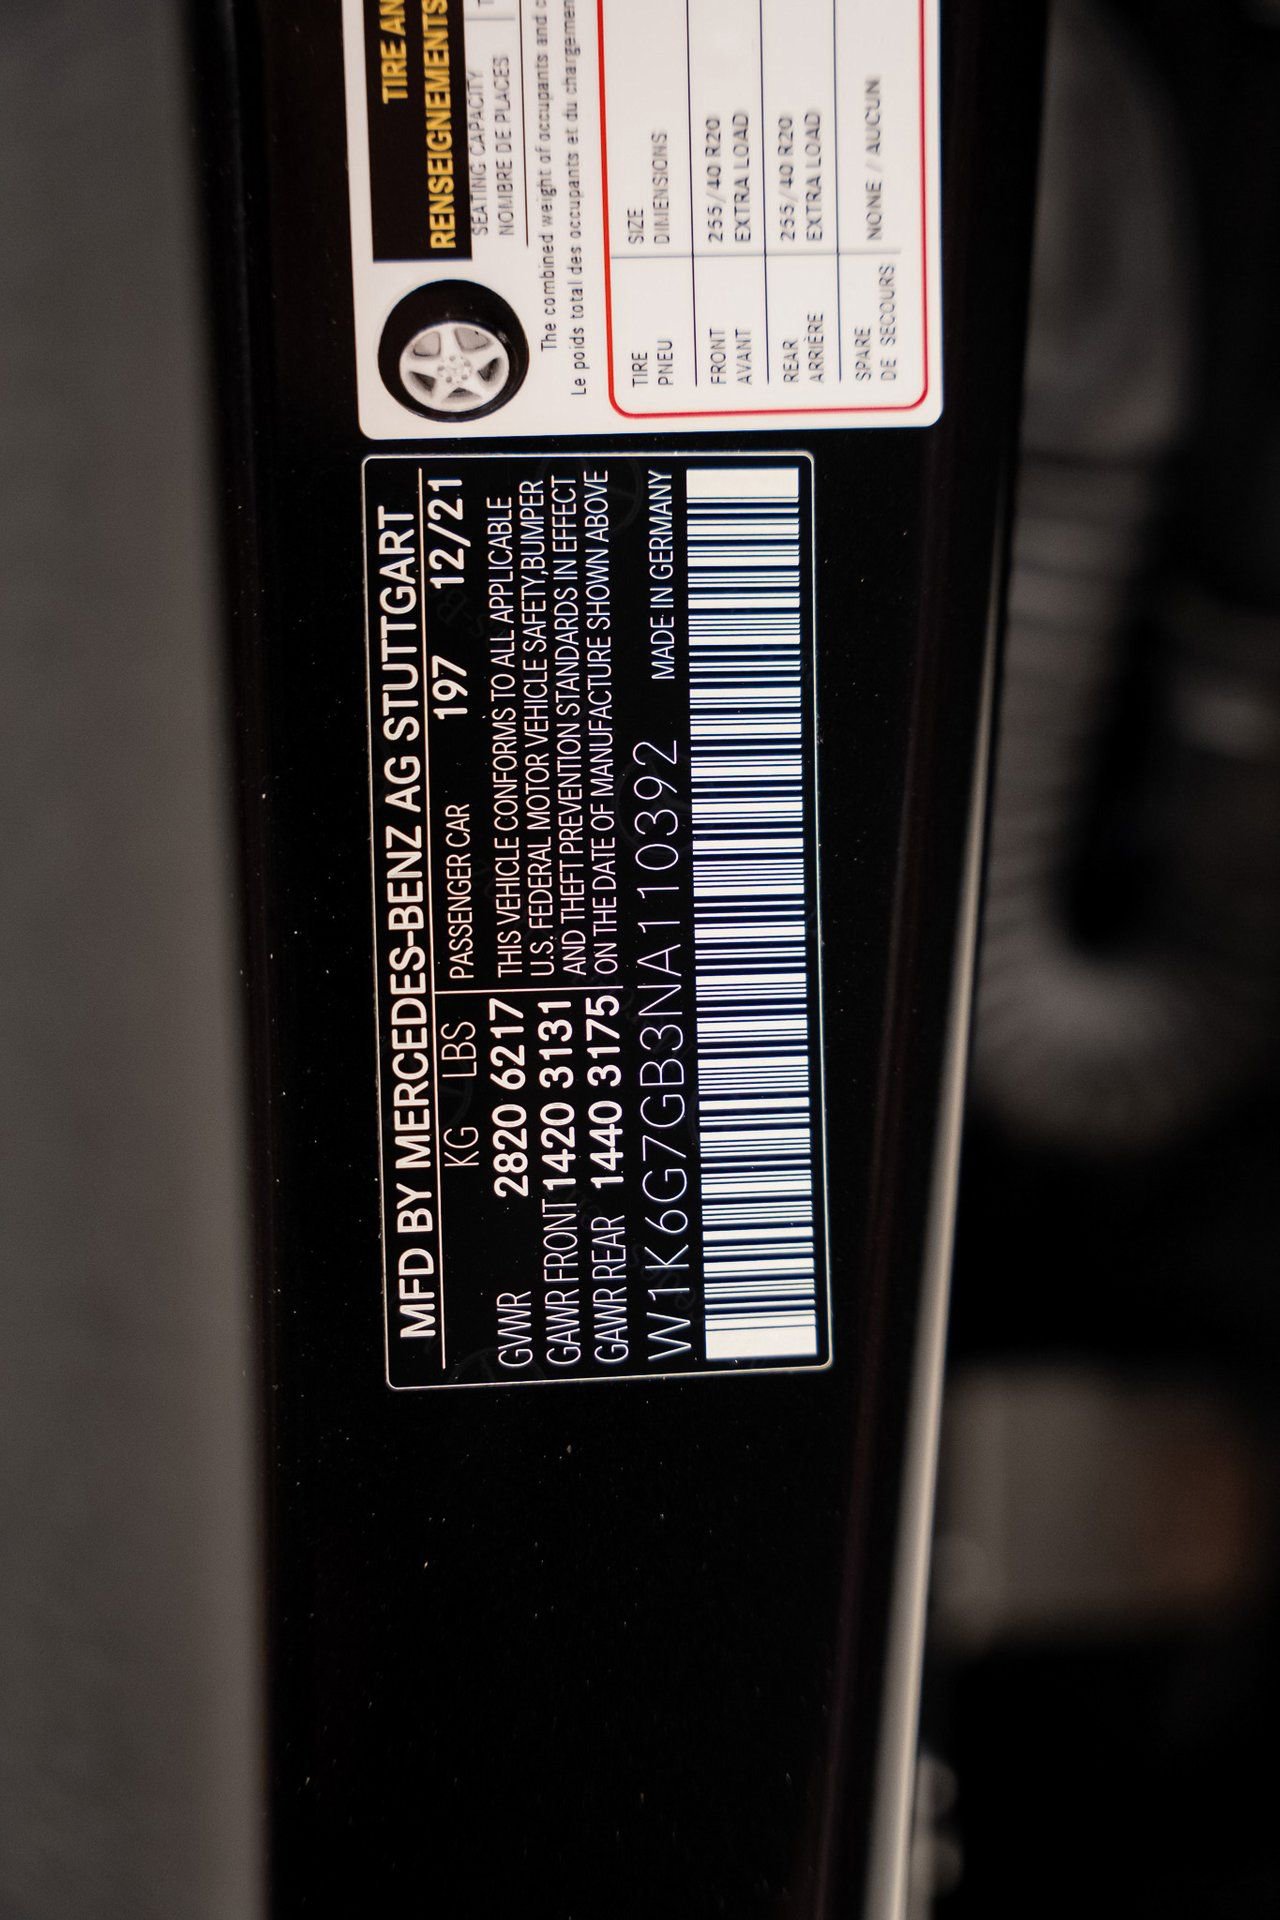 MFD BY MERCEDES-BENZ AG STUTTGART
KG LBS PASSENGER CAR 197 12/21
GVWR 2820 6217
GAWR FRONT 1420 3131
GAWR REAR 1440 3175
THIS VEHICLE CONFORMS TO ALL APPLICABLE
U.S. FEDERAL MOTOR VEHICLE SAFETY,BUMPER
AND THEFT PREVENTION STANDARDS IN EFFECT
ON THE DATE OF MANUFACTURE SHOWN ABOVE
W1K6G7GB3NA110392 MADE IN GERMANY
TIRE
RENSEIGNEMENTS
SEATING CAPACITY
NOMBRE DE PLACES
The combined weight of occupants and
Le poids total des occupants et du
TIRE SIZE
PNEU DIMENSIONS
FRONT 255/40 R20
AVANT EXTRA LOAD
REAR 255/40 R20
ARRIÈRE EXTRA LOAD
SPARE NONE / AUCUN
DE SECOURS